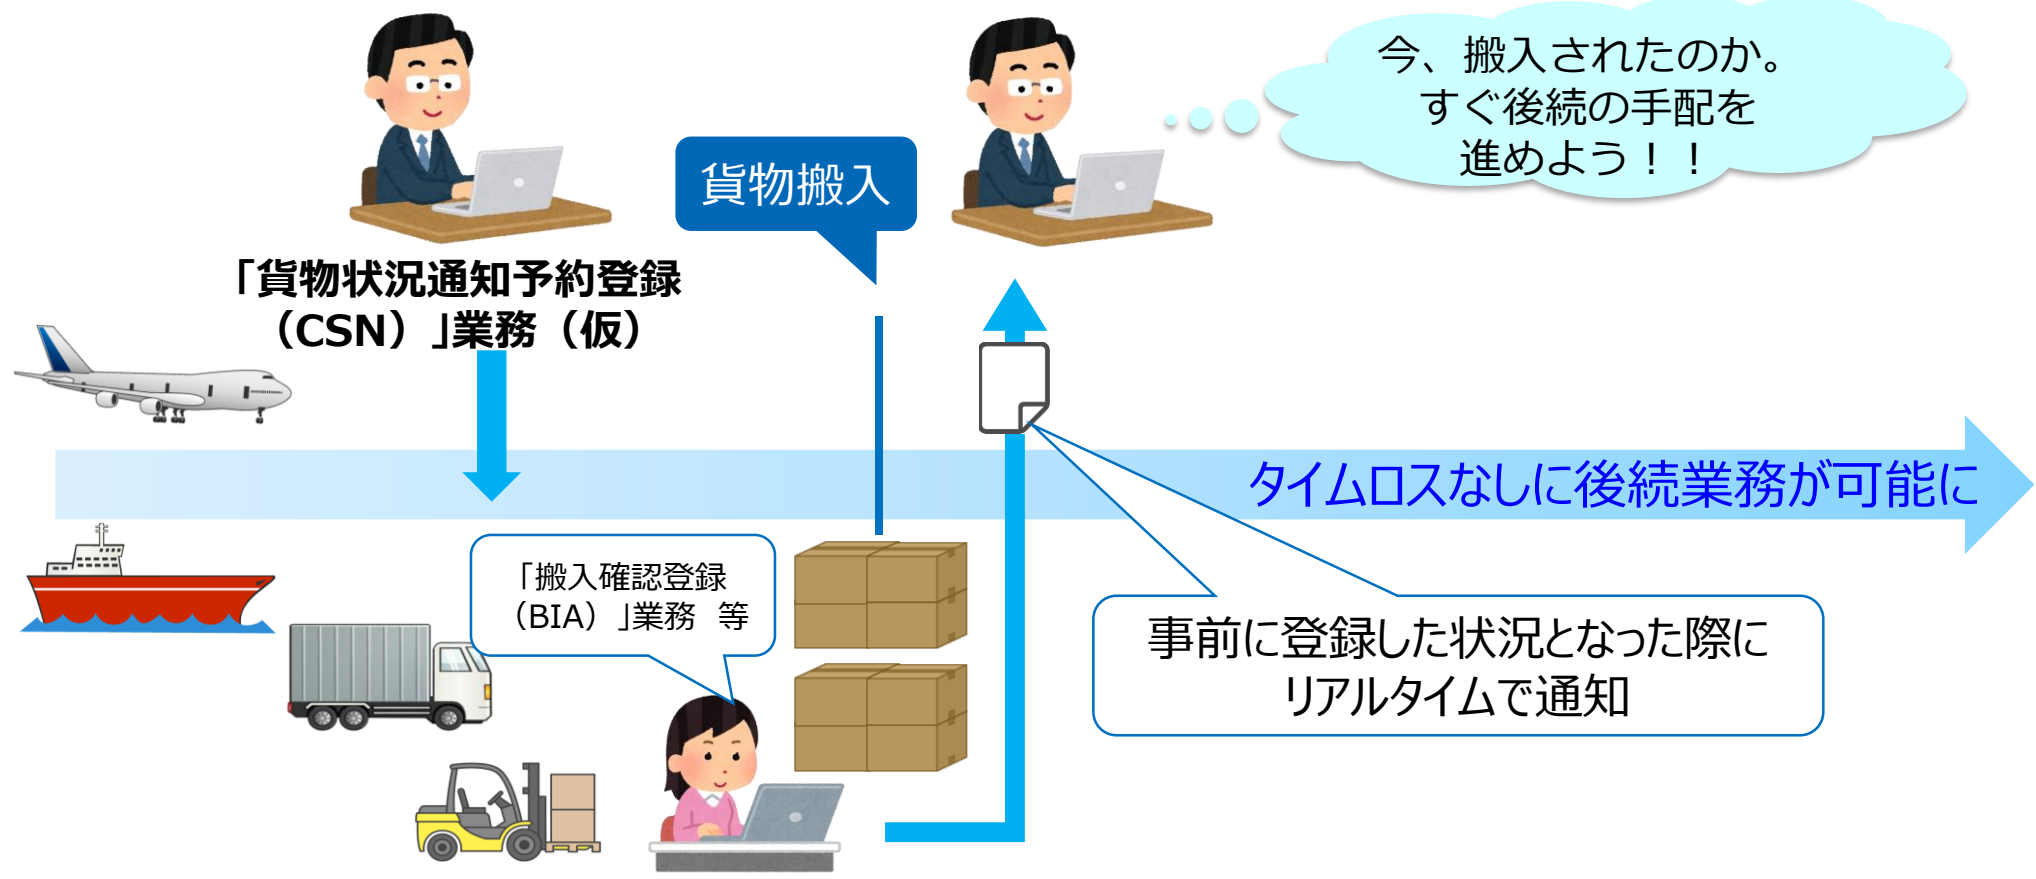 今、搬入されたのか。
すぐ後続の手配を
進めよう！！
貨物搬入
「貨物状況通知予約登録
（CSN）」業務（仮）
タイムロスなしに後続業務が可能に
「搬入確認登録
（BIA）」業務　等
事前に登録した状況となった際に
リアルタイムで通知